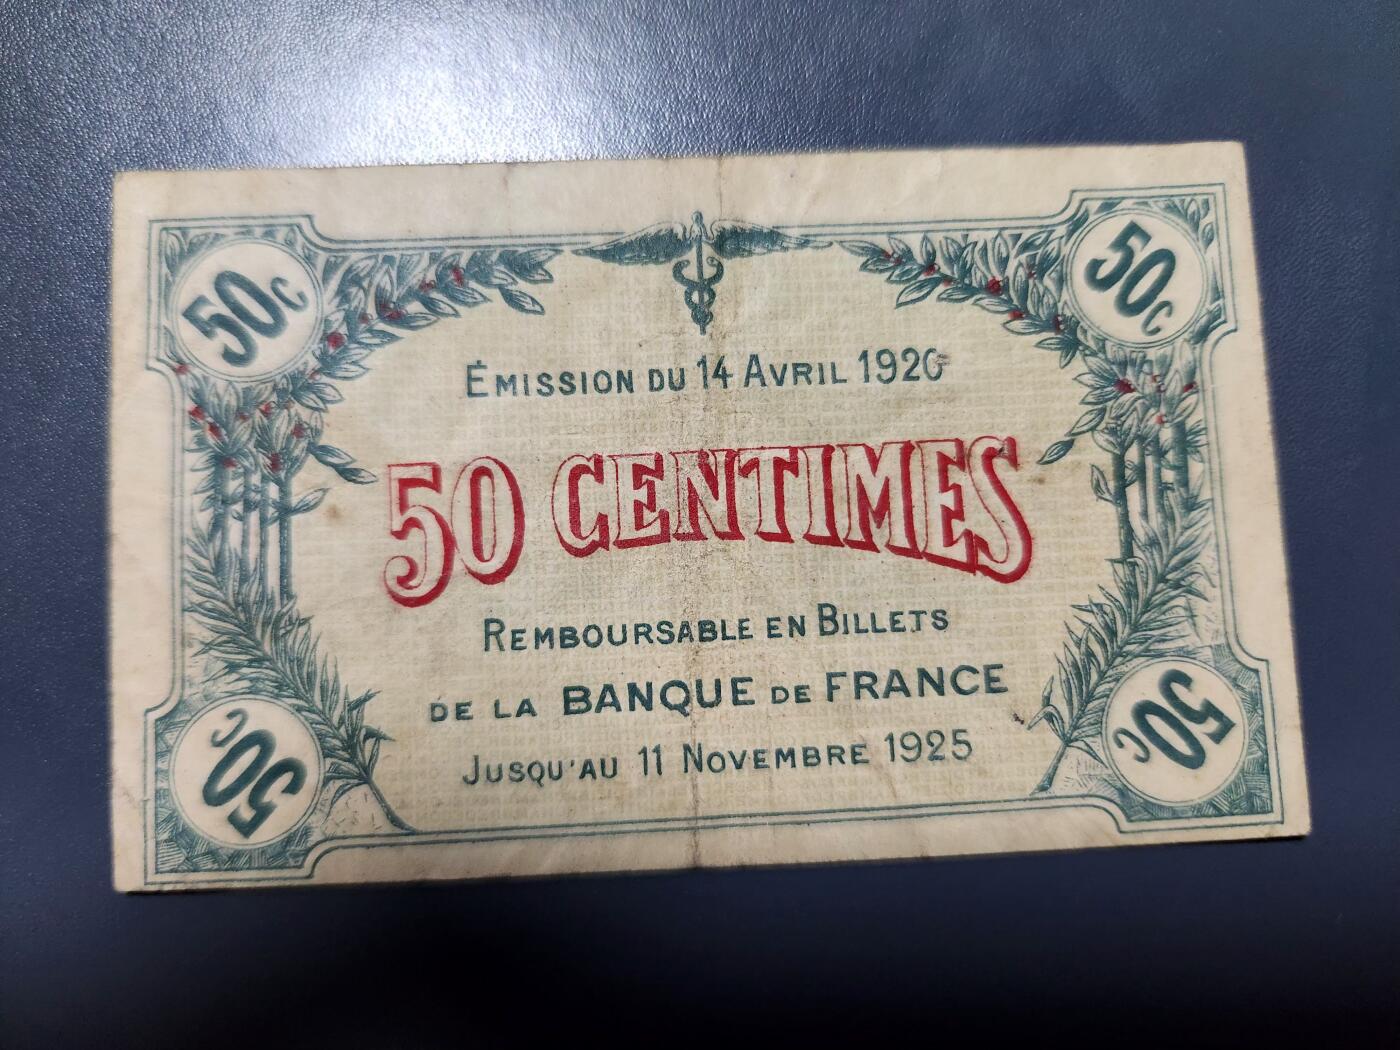 50c
50c
ÉMISSION DU 14 AVRIL 1920
50 CENTIMES
REMBOURSABLE EN BILLETS
DE LA BANQUE DE FRANCE
JUSQU'AU 11 NOVEMBRE 1925
50c
50c